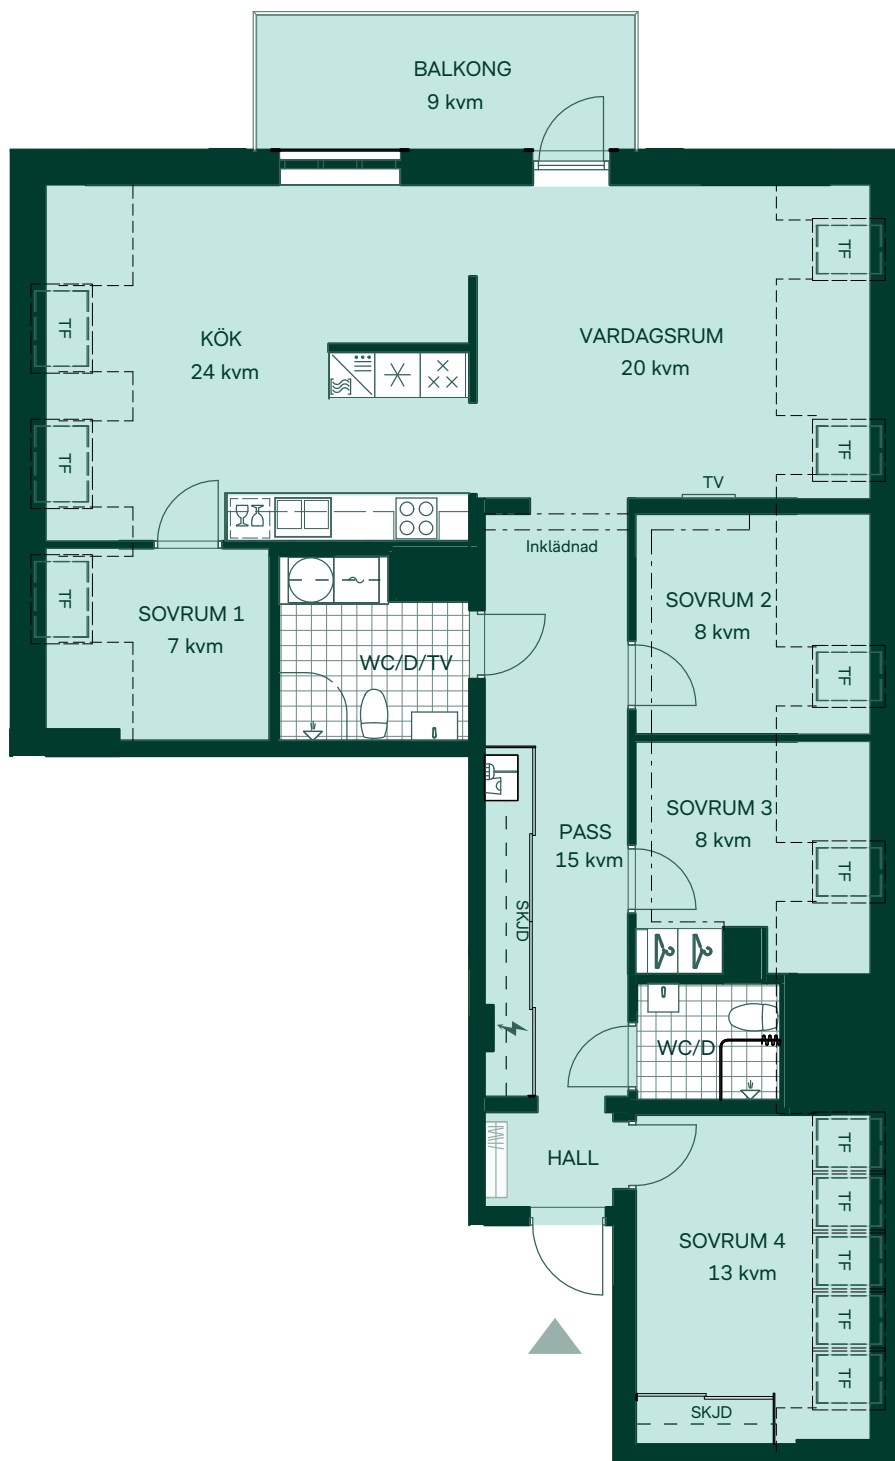 BALKONG
9 kvm
TF
TF
KÖK
24 kvm
VARDAGSRUM
20 kvm
TF
TF
TV
Inklädnad
TF
SOVRUM 1
7 kvm
WC/D/TV
SOVRUM 2
8 kvm
TF
SOVRUM 3
8 kvm
PASS
15 kvm
TF
SKJD
WC/D
HALL
TF
TF
SOVRUM 4
13 kvm
TF
TF
TF
SKJD